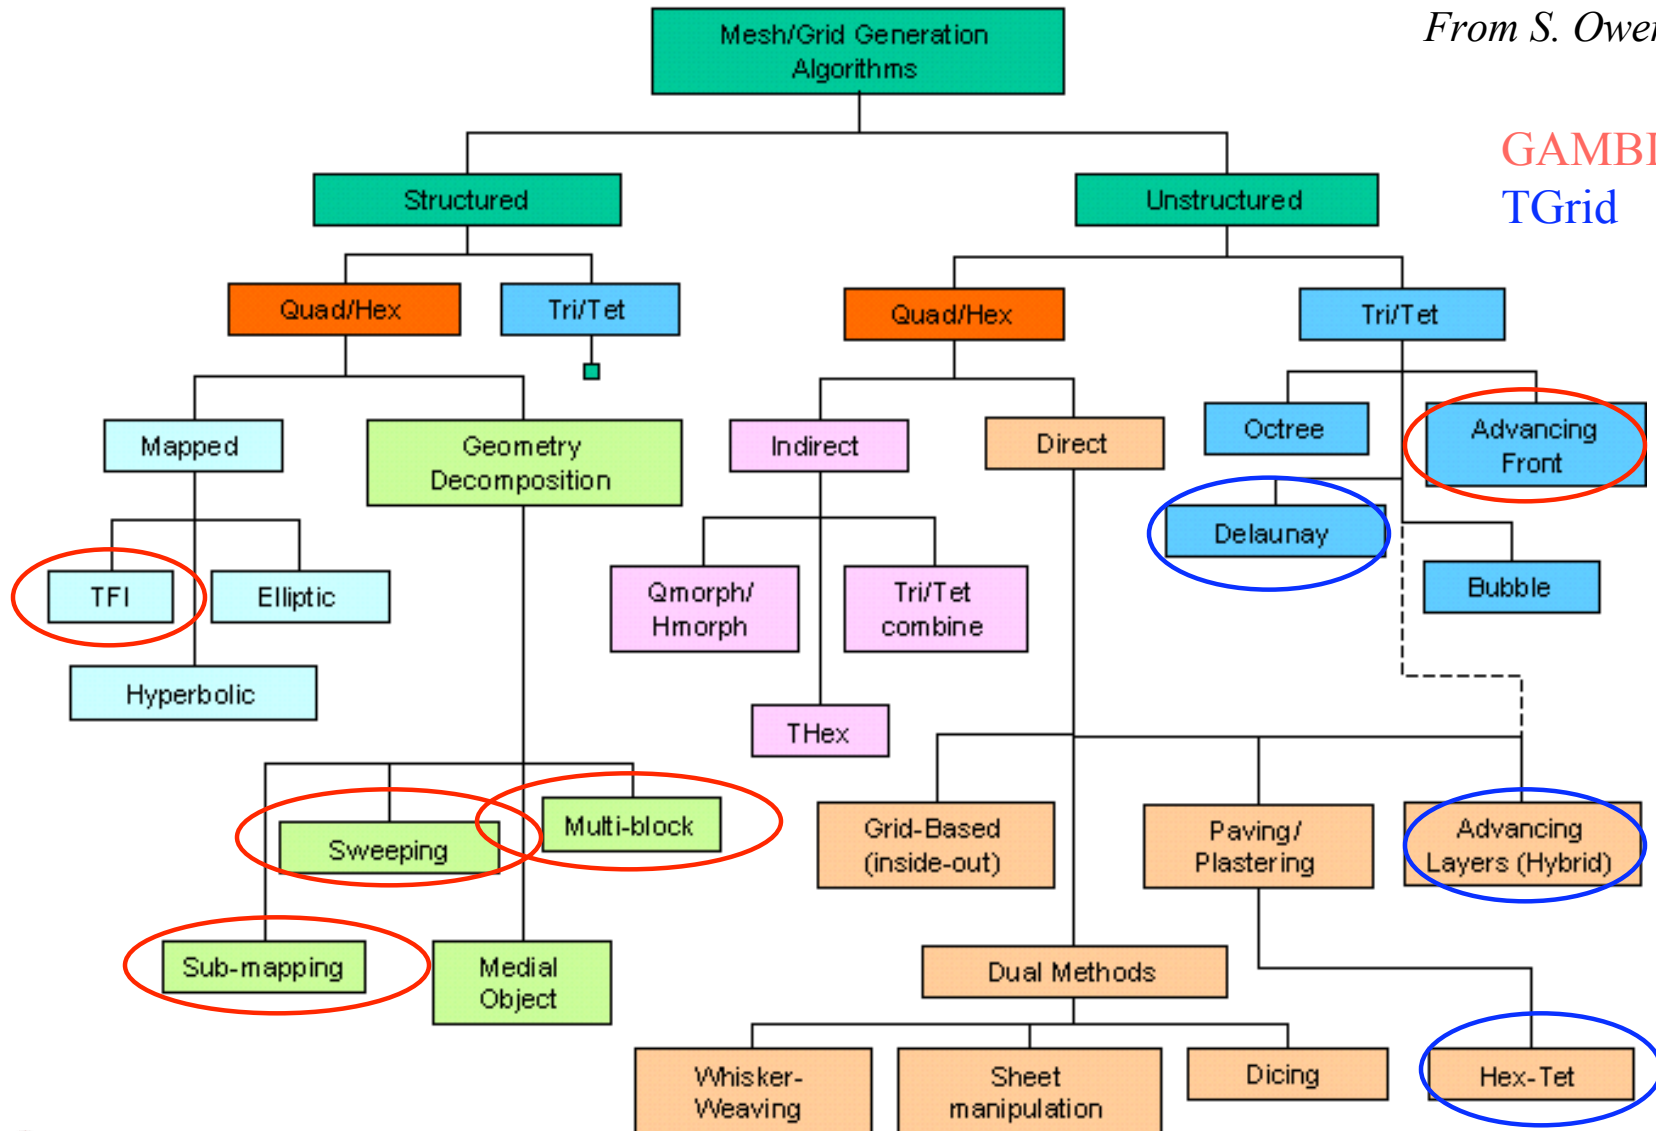 Mesh/Grid Generation
Algorithms
From S. Owen
GAMBI
TGrid
Structured
Unstructured
Quad/Hex
Tri/Tet
Quad/Hex
Tri/Tet
Mapped
Geometry
Decomposition
Indirect
Direct
Octree
Advancing
Front
Delaunay
TFI
Elliptic
Qmorph/
Hmorph
Tri/Tet
combine
Bubble
Hyperbolic
THex
Sweeping
Multi-block
Grid-Based
(inside-out)
Paving/
Plastering
Advancing
Layers (Hybrid)
Sub-mapping
Medial
Object
Dual Methods
Whisker-
Weaving
Sheet
manipulation
Dicing
Hex-Tet